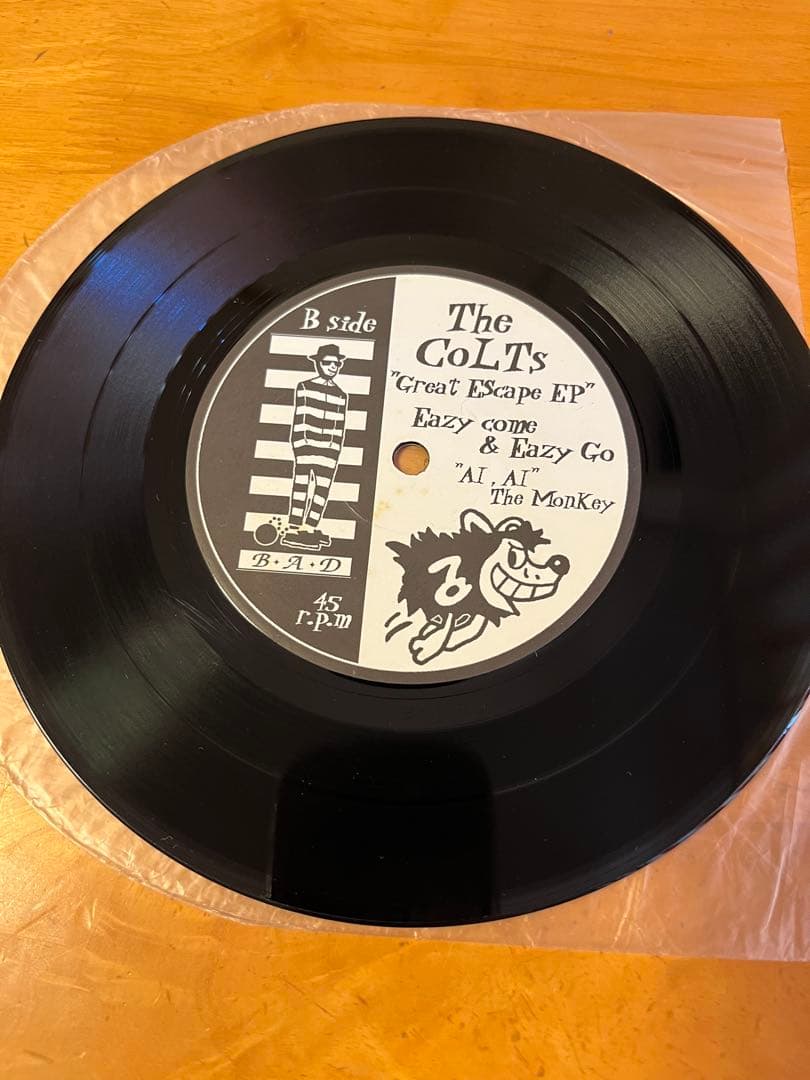 B side
B・A・D
45
r.p.m
The
CoLTs
"Great EScape EP"
Eazy come
& Eazy Go
"AI, AI"
The MonKey